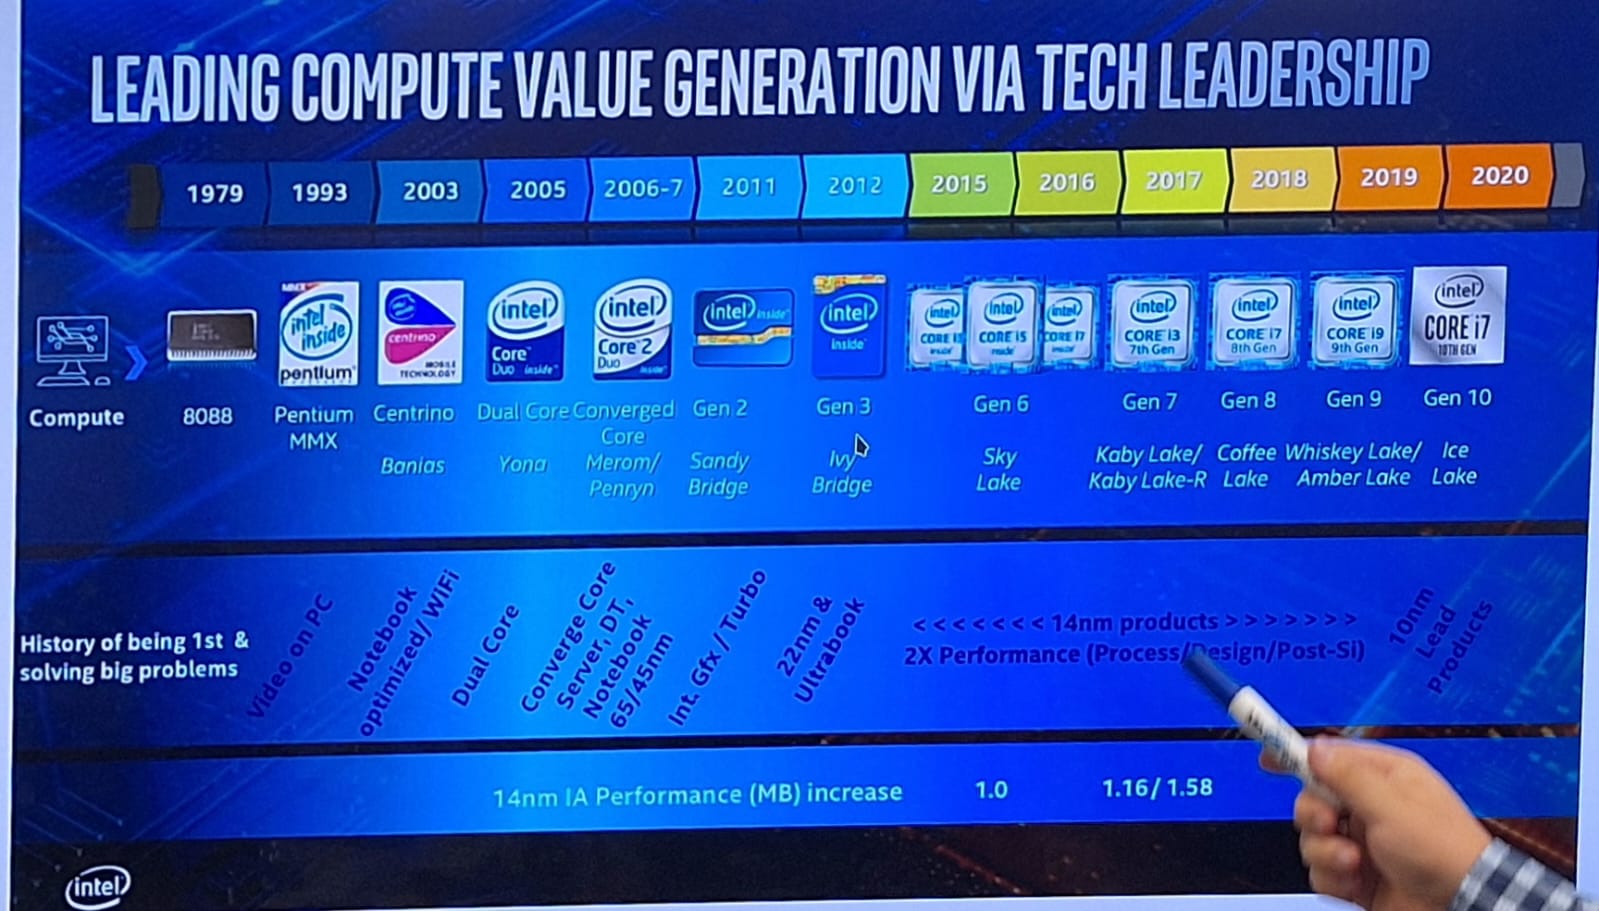 LEADING COMPUTE VALUE GENERATION VIA TECH LEADERSHIP
1979 1993 2003 2005 2006-7 2011 2012 2015 2016 2017 2018 2019 2020
MMX
intel inside
pentium
centrino
MOBILE TECHNOLOGY
intel
Core Duo inside
intel
Core 2 Duo inside
intel inside
intel inside
intel
CORE i3
inside
intel
CORE i5
inside
intel
CORE i7
inside
intel
CORE i3
7th Gen
intel
CORE i7
8th Gen
intel
CORE i9
9th Gen
intel
CORE i7
10TH GEN
Compute
8088
Pentium
MMX
Centrino
Banias
Dual Core
Yona
Converged
Core
Merom/
Penryn
Gen 2
Sandy
Bridge
Gen 3
Ivy
Bridge
Gen 6
Sky
Lake
Gen 7
Kaby Lake/
Kaby Lake-R
Gen 8
Coffee
Lake
Gen 9
Whiskey Lake/
Amber Lake
Gen 10
Ice
Lake
History of being 1st &
solving big problems
Video on PC
Notebook
optimized/ WiFi
Dual Core
Converge Core
Server, DT,
Notebook
65/45nm
Int. Gfx / Turbo
22nm &
Ultrabook
< < < < < < < 14nm products > > > > > > >
2X Performance (Process/Design/Post-Si)
10nm
Lead
Products
14nm IA Performance (MB) increase 1.0 1.16/ 1.58
intel